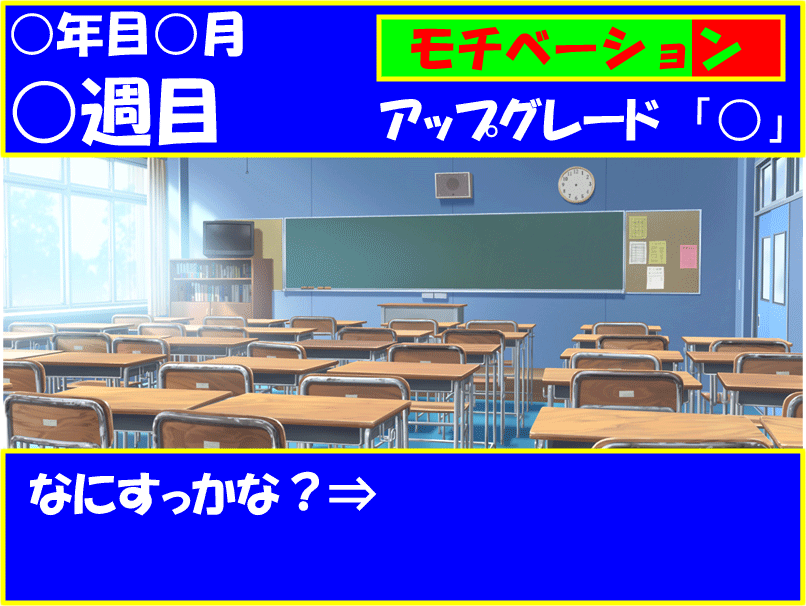 ○年目○月
○週目
モチベーション
アップグレード「○」
なにすっかな？⇒